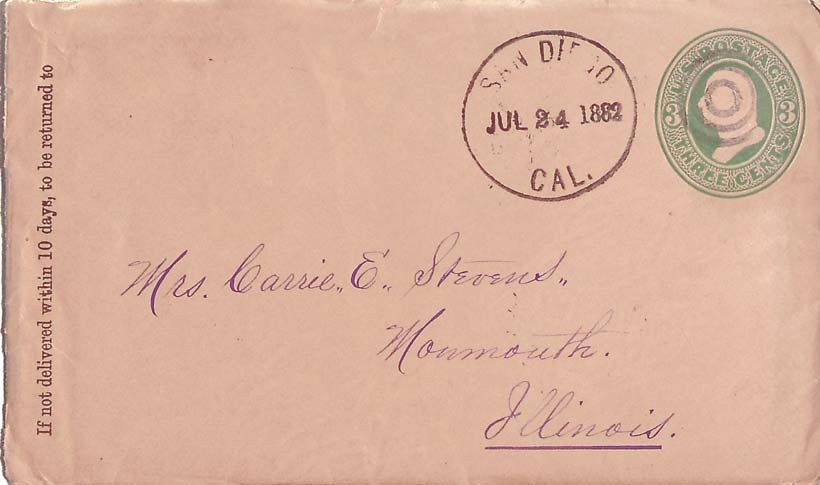 If not delivered within 10 days, to be returned to
SAN DIEGO
JUL 24 1882
CAL.
U.S. POSTAGE
3 3
THREE CENTS
Mrs. Carrie. E. Stevens.
Monmouth.
Illinois.